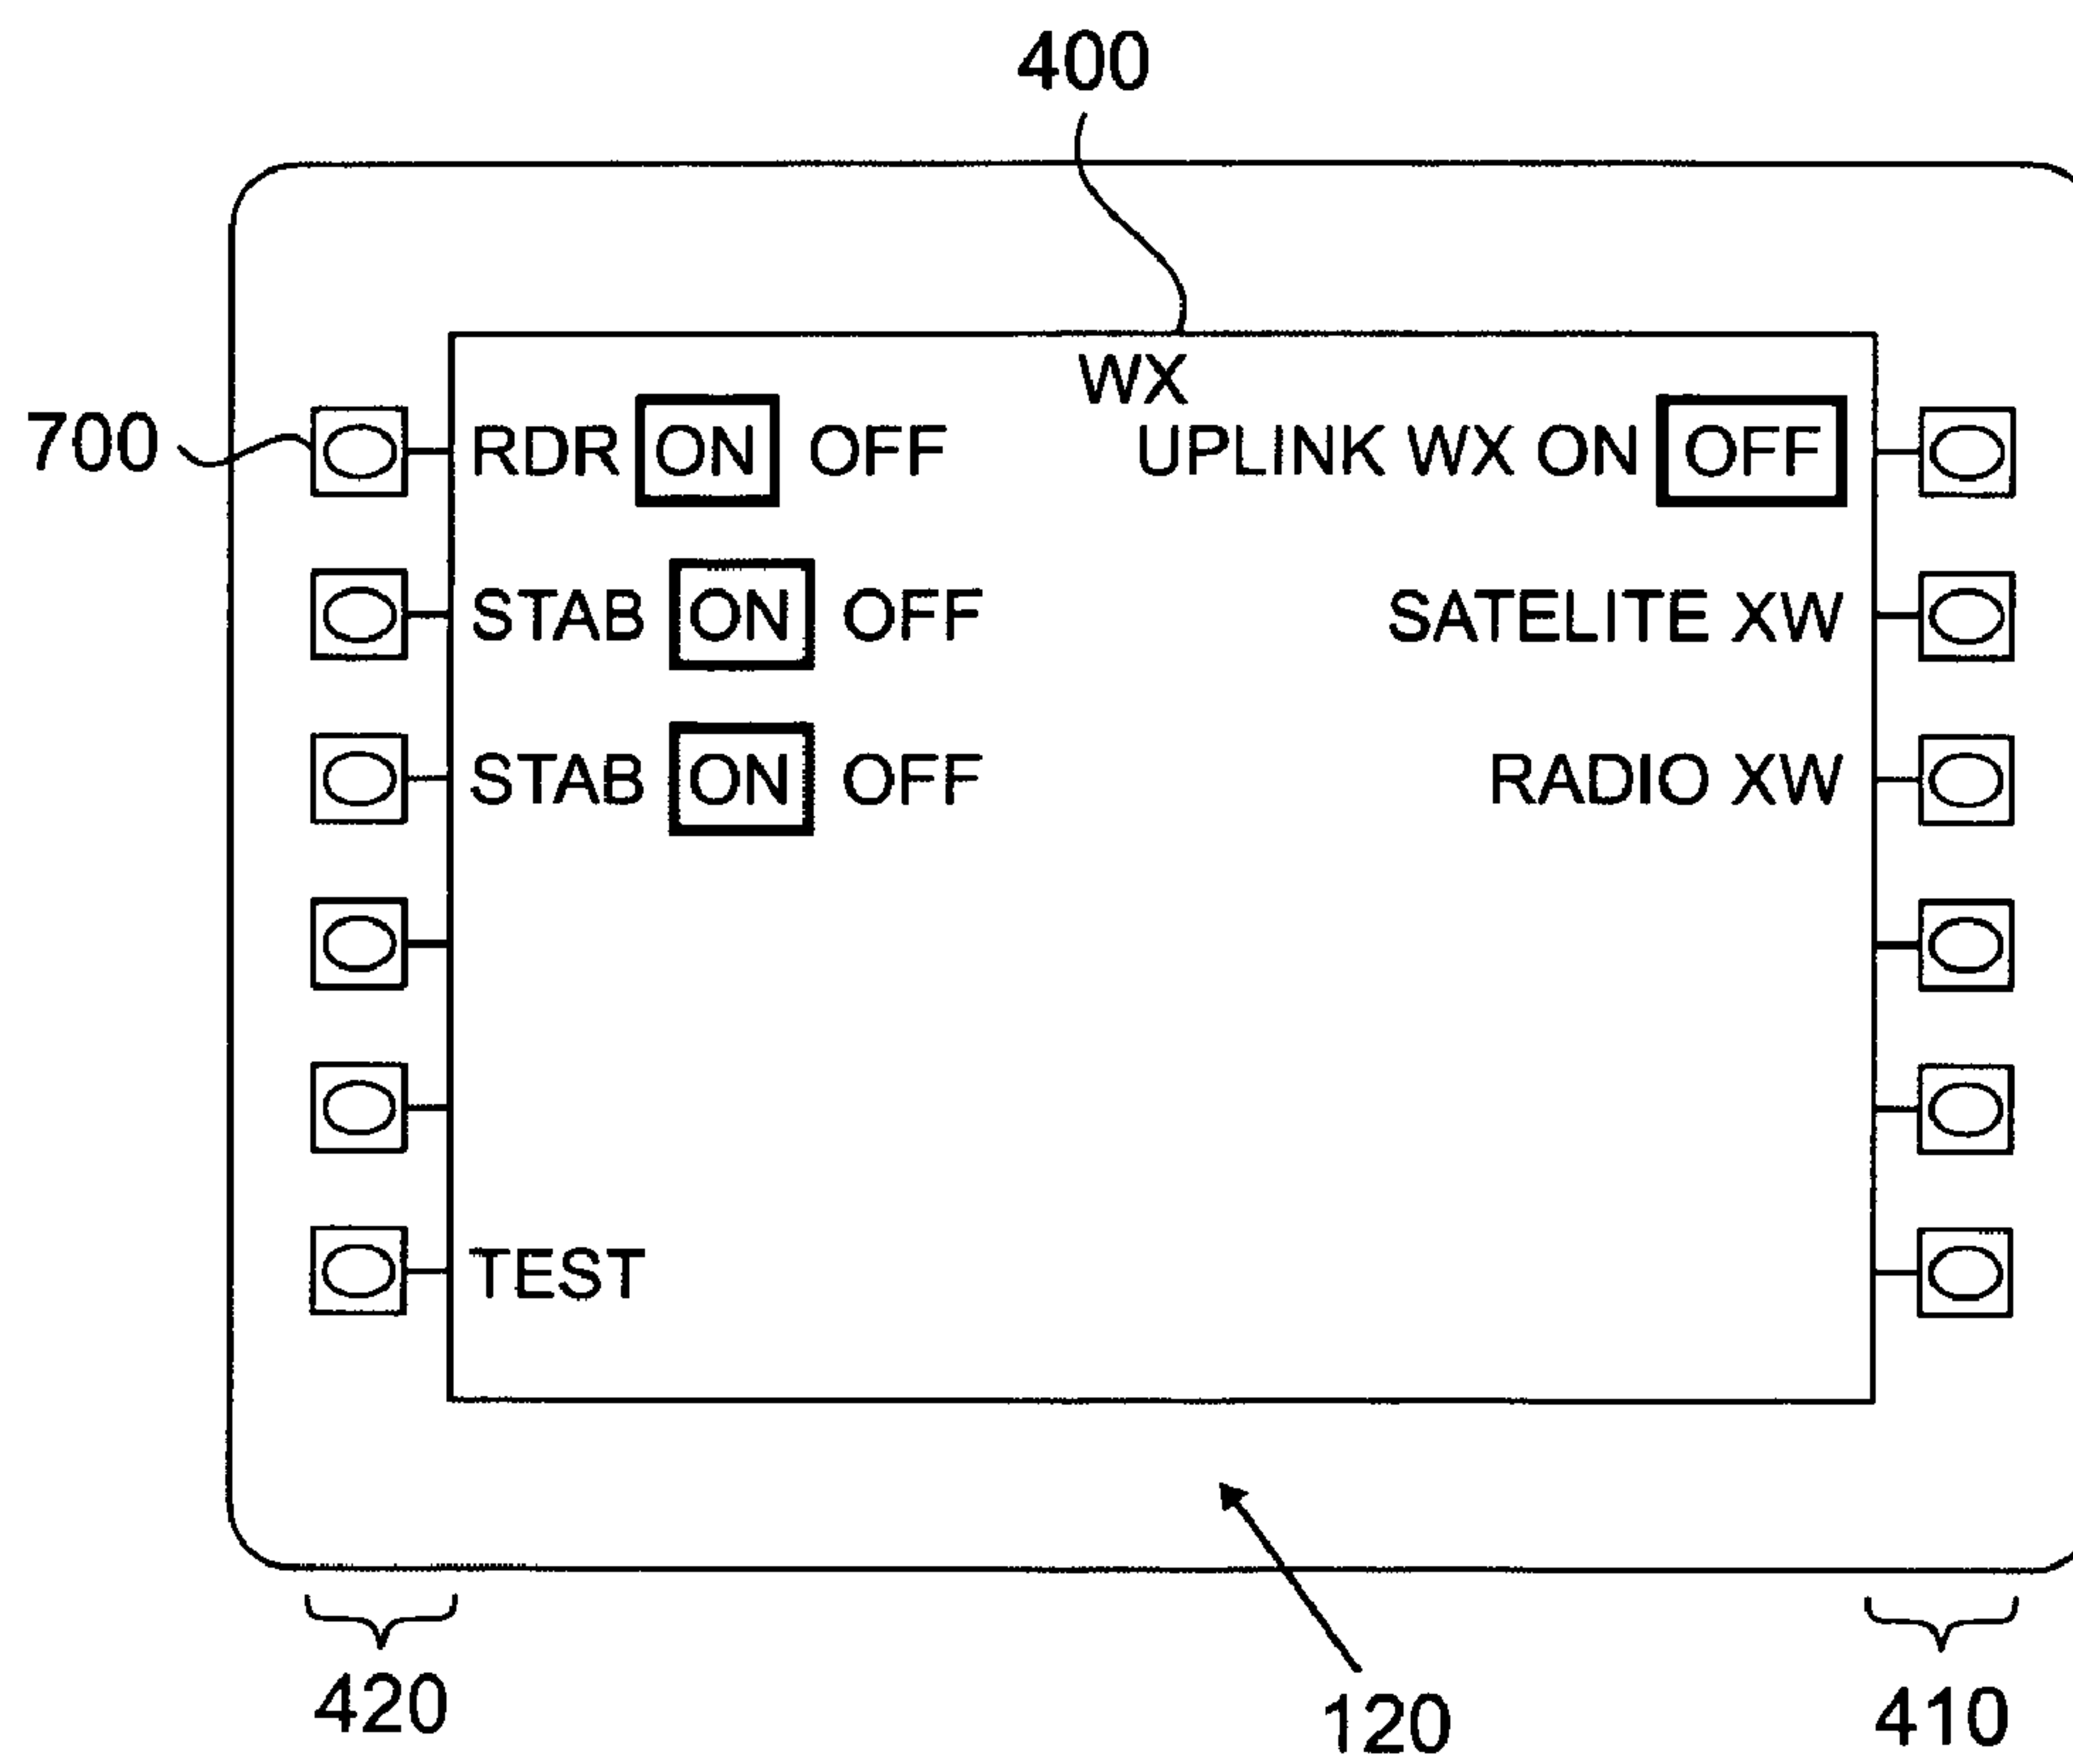 400
WX
700 RDR ON OFF UPLINK WX ON OFF
STAB ON OFF SATELITE XW
STAB ON OFF RADIO XW
TEST
420 120 410